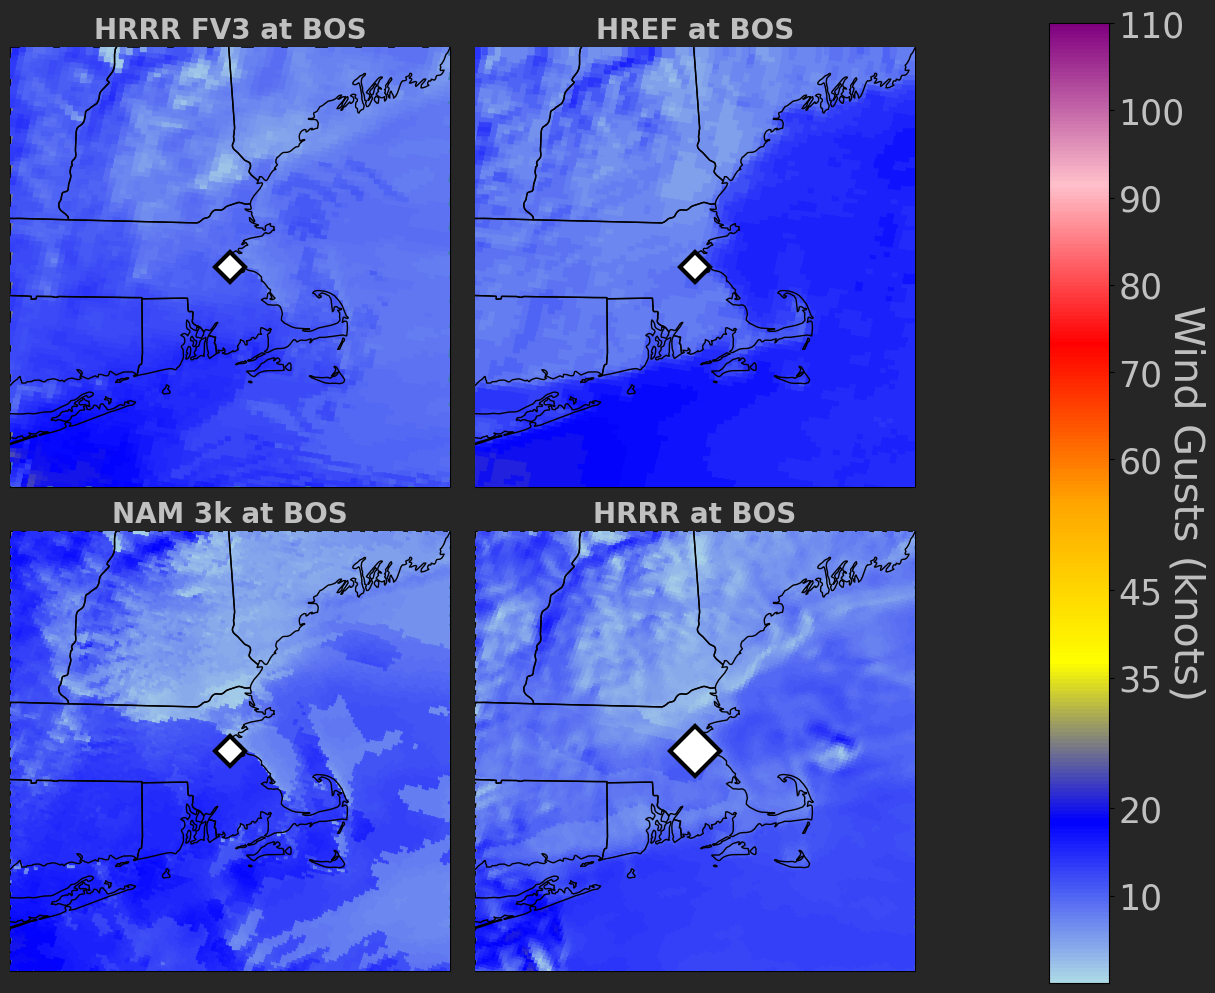 HRRR FV3 at BOS
HREF at BOS
NAM 3k at BOS
HRRR at BOS
110
100
90
80
70
60
45
35
20
10
Wind Gusts (knots)